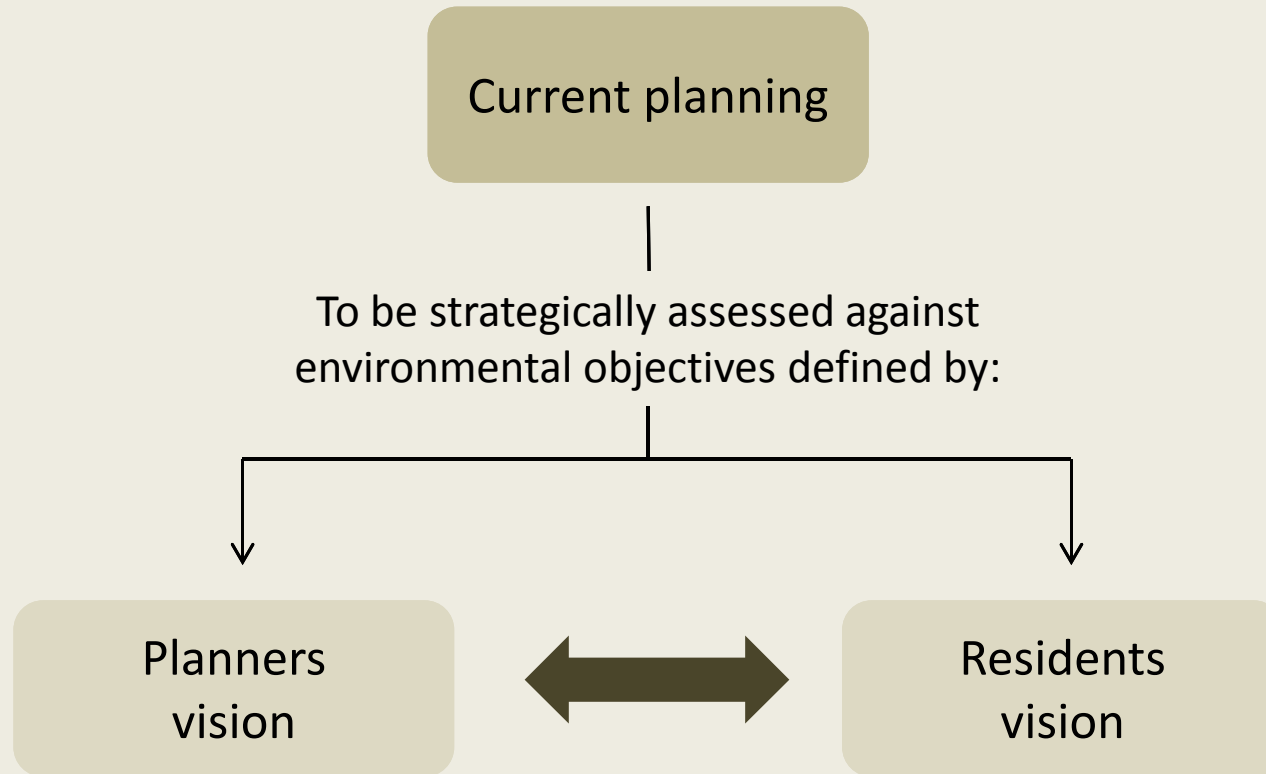 Current planning
To be strategically assessed against
environmental objectives defined by:
Planners
vision
Residents
vision